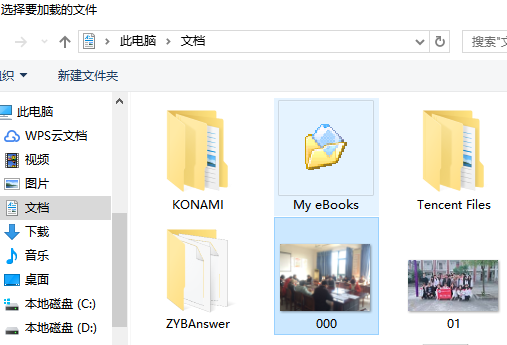 选择要加载的文件
此电脑 文档
搜索"文
组织 新建文件夹
此电脑
WPS云文档
视频
图片
文档
下载
音乐
桌面
本地磁盘 (C:)
本地磁盘 (D:)
KONAMI
My eBooks
Tencent Files
ZYBAnswer
000
01